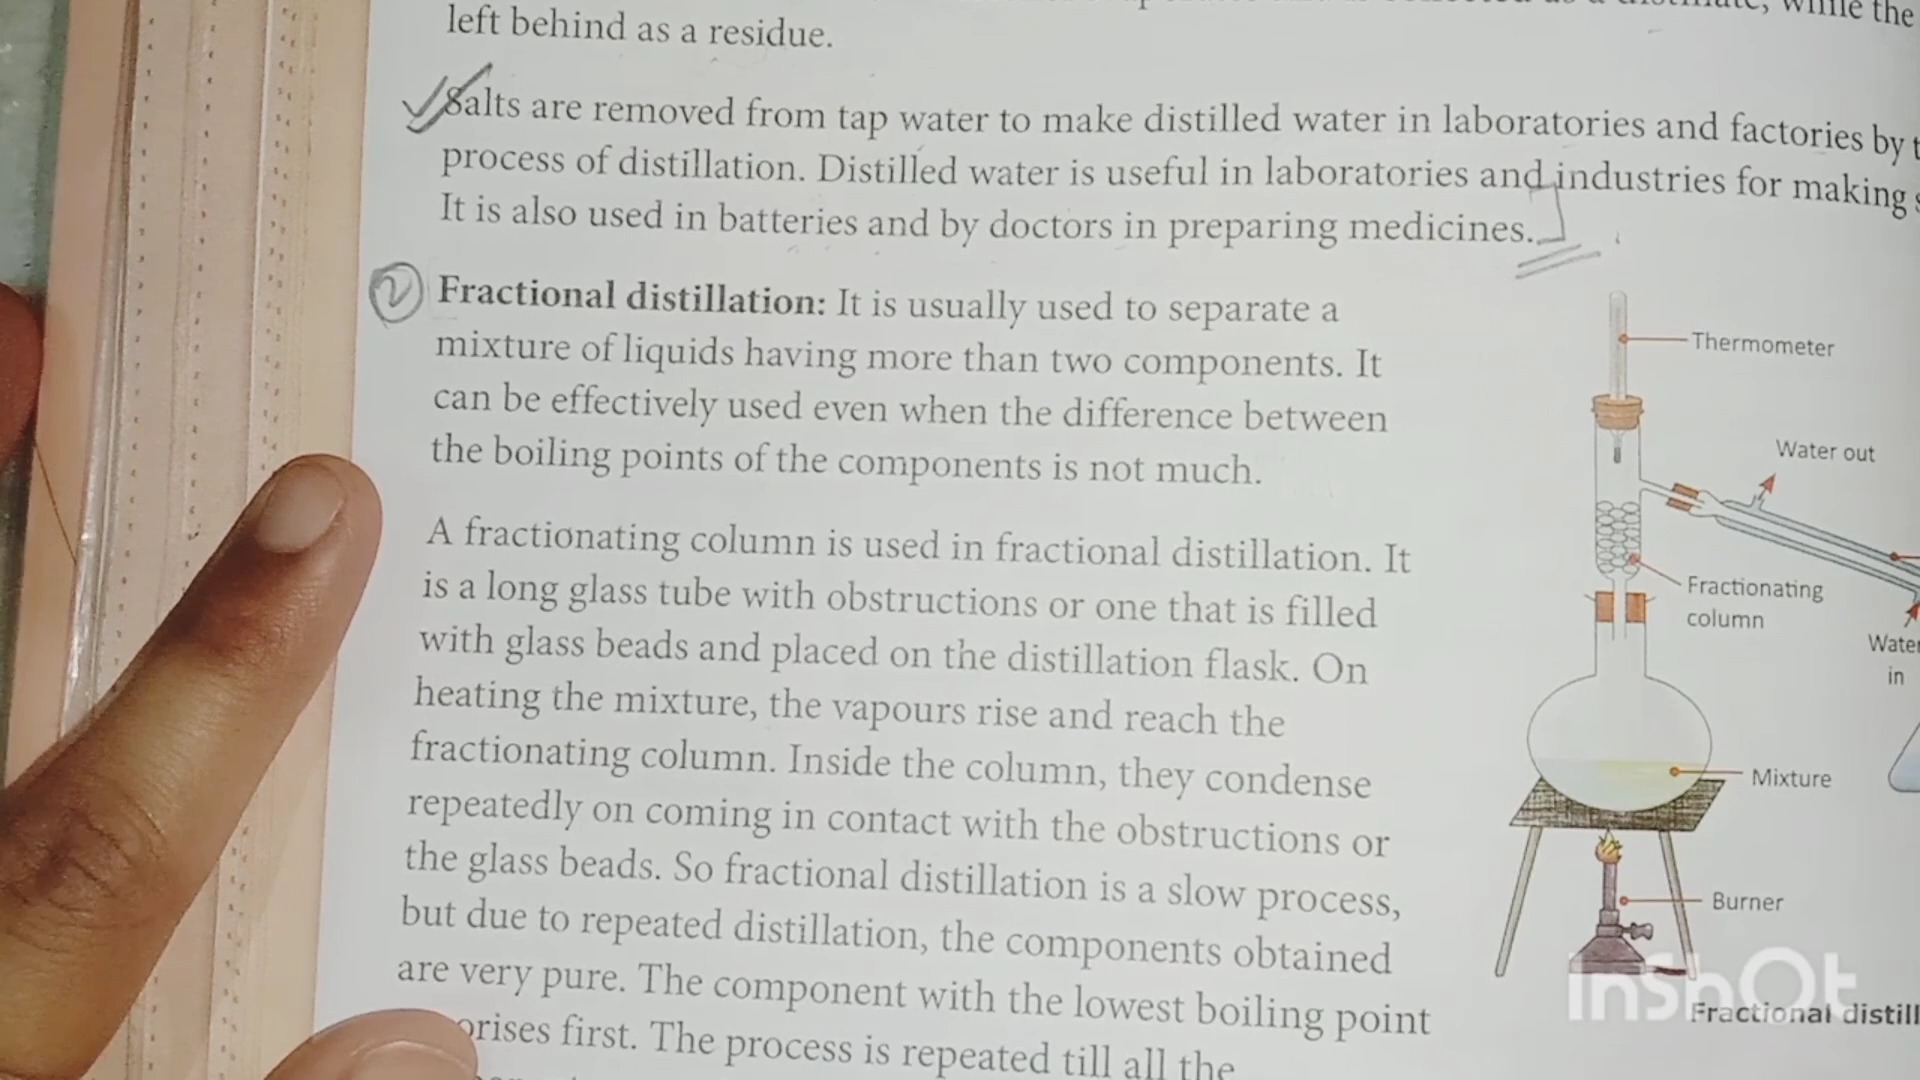 left behind as a residue.
Salts are removed from tap water to make distilled water in laboratories and factories by
process of distillation. Distilled water is useful in laboratories and industries for making
It is also used in batteries and by doctors in preparing medicines.
2 Fractional distillation: It is usually used to separate a
mixture of liquids having more than two components. It
can be effectively used even when the difference between
the boiling points of the components is not much.
A fractionating column is used in fractional distillation. It
is a long glass tube with obstructions or one that is filled
with glass beads and placed on the distillation flask. On
heating the mixture, the vapours rise and reach the
fractionating column. Inside the column, they condense
repeatedly on coming in contact with the obstructions or
the glass beads. So fractional distillation is a slow process,
but due to repeated distillation, the components obtained
are very pure. The component with the lowest boiling point
first. The process is repeated till all the
Thermometer
Water out
Fractionating
column
Water
in
Mixture
Burner
InShOt
Fractional distill